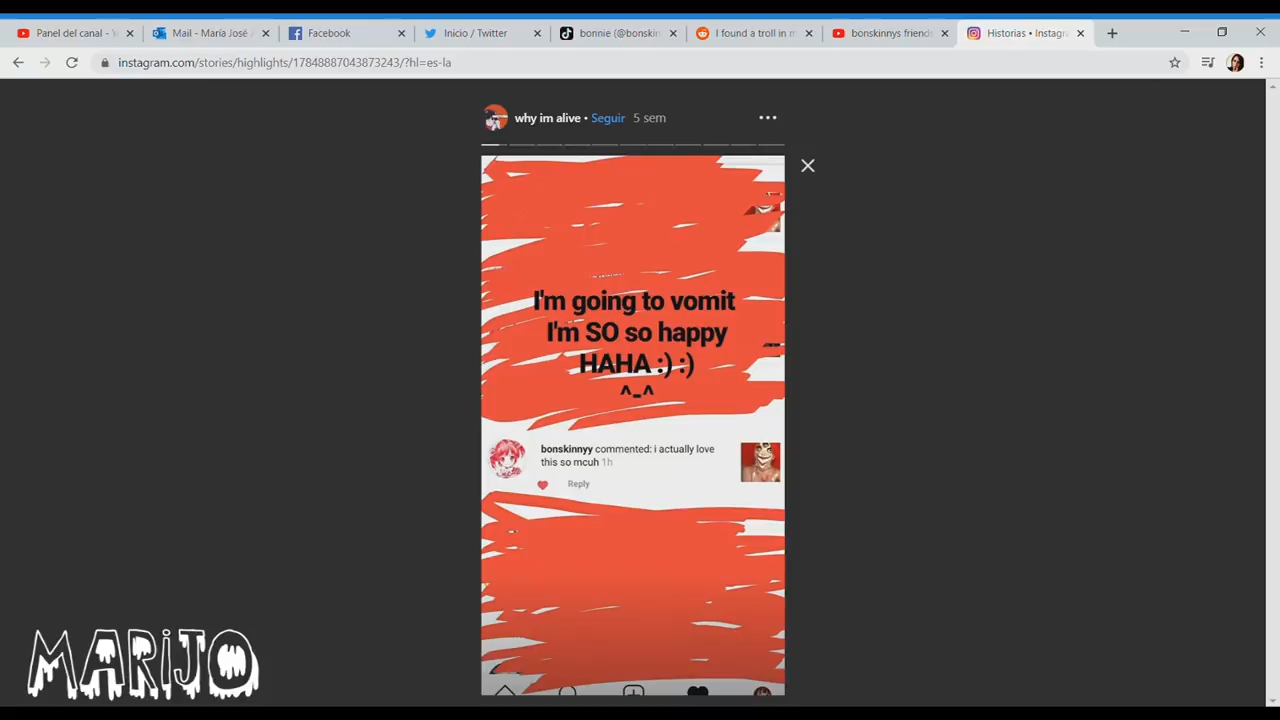 Panel del canal - Y
Mail - María José A
Facebook
Inicio / Twitter
bonnie (@bonskin
I found a troll in m
bonskinnys friend
Historias • Instagr
instagram.com/stories/highlights/17848887043873243/?hl=es-la
why im alive • Seguir 5 sem
I'm going to vomit
I'm SO so happy
HAHA :) :)
^-^
bonskinnyy commented: i actually love
this so mcuh 1h
Reply
MARiJO